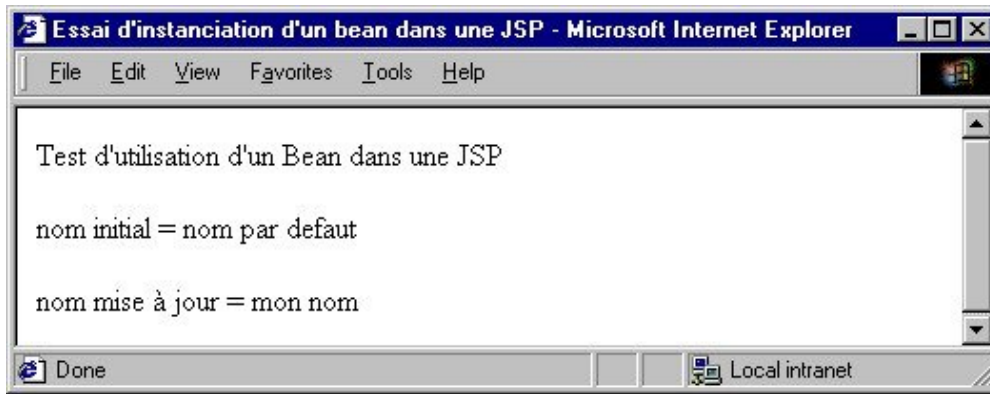 Essai d'instanciation d'un bean dans une JSP - Microsoft Internet Explorer
File Edit View Favorites Tools Help
Test d'utilisation d'un Bean dans une JSP
nom initial = nom par defaut
nom mise à jour = mon nom
Done Local intranet